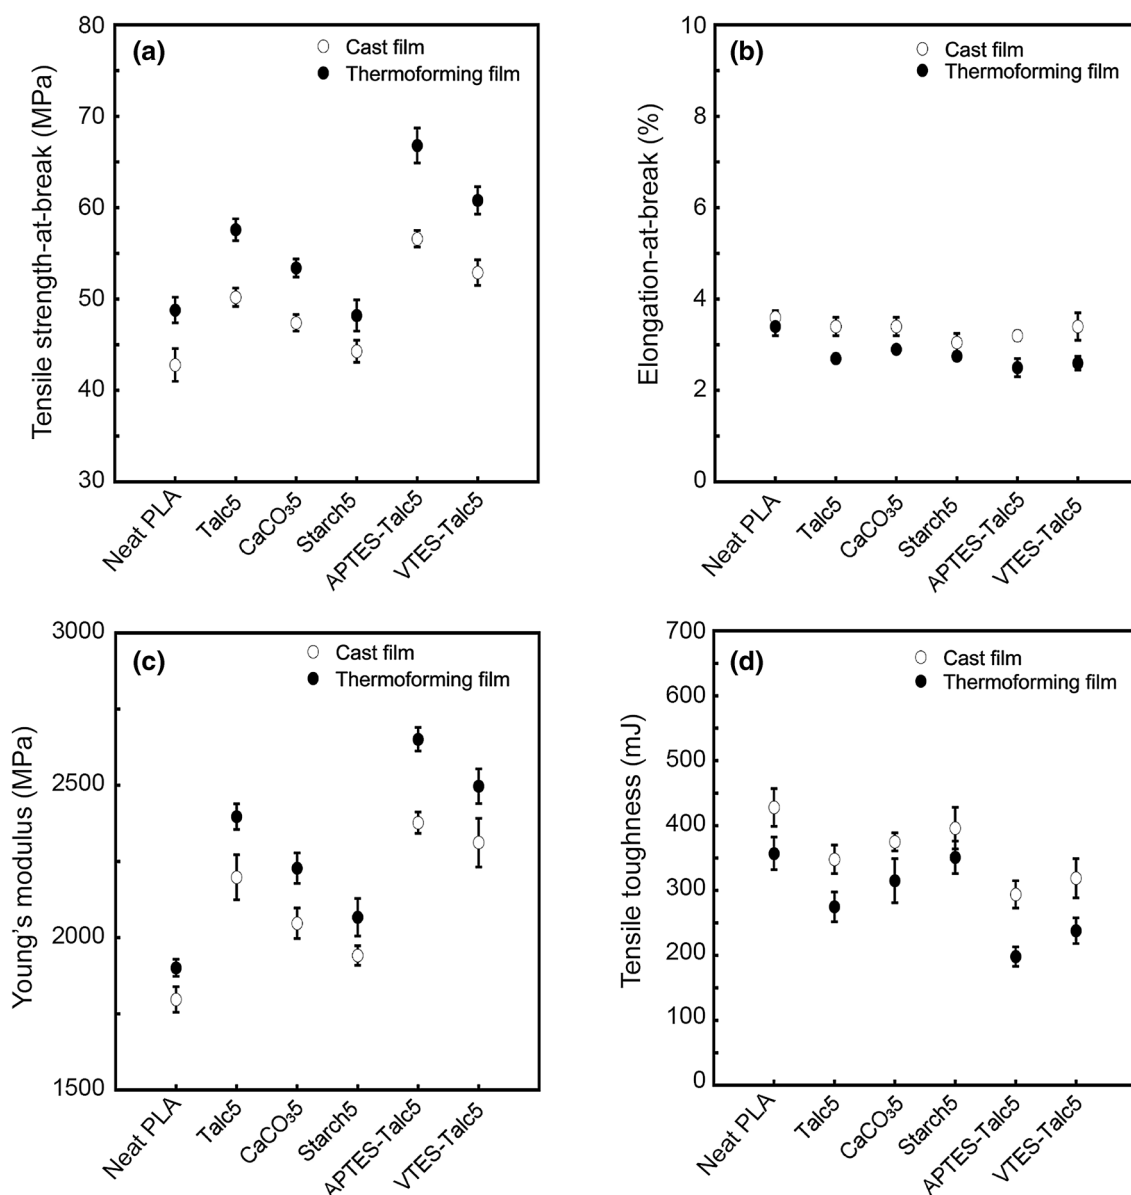 (a)
Cast film
Thermoforming film
Tensile strength-at-break (MPa)
80
70
60
50
40
30
Neat PLA
Talc5
CaCO₃5
Starch5
APTES-Talc5
VTES-Talc5
(b)
Cast film
Thermoforming film
Elongation-at-break (%)
10
8
6
4
2
0
Neat PLA
Talc5
CaCO₃5
Starch5
APTES-Talc5
VTES-Talc5
(c)
Cast film
Thermoforming film
Young's modulus (MPa)
3000
2500
2000
1500
Neat PLA
Talc5
CaCO₃5
Starch5
APTES-Talc5
VTES-Talc5
(d)
Cast film
Thermoforming film
Tensile toughness (mJ)
700
600
500
400
300
200
100
0
Neat PLA
Talc5
CaCO₃5
Starch5
APTES-Talc5
VTES-Talc5